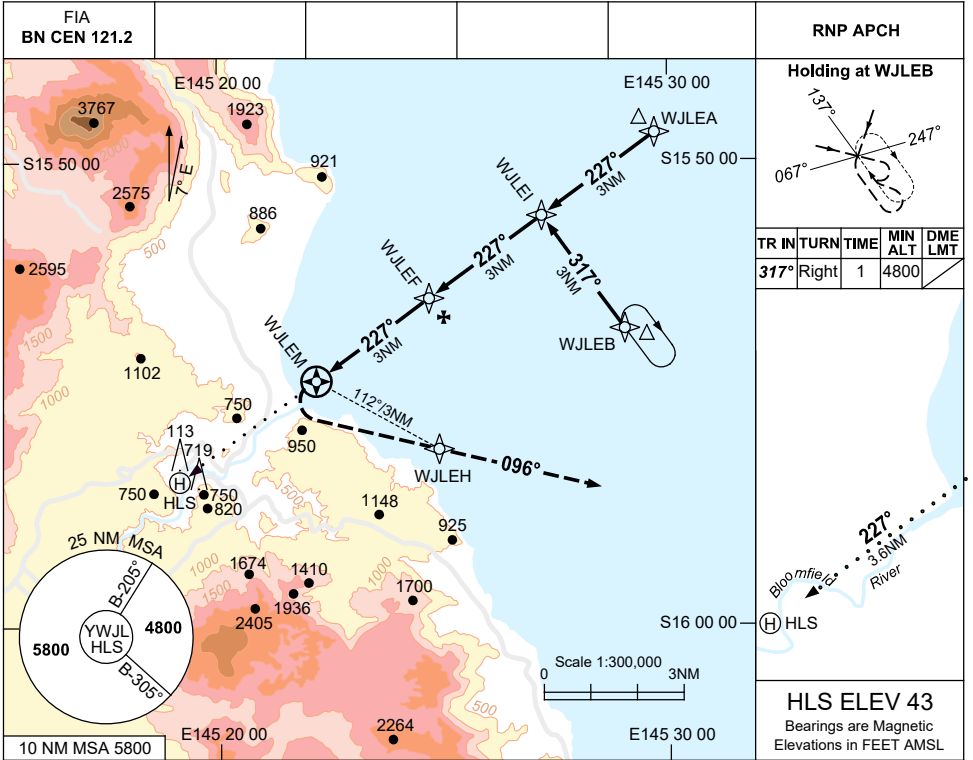 FIA
BN CEN 121.2
RNP APCH
E145 20 00
E145 30 00
3767
1923
WJLEA
S15 50 00
S15 50 00
7° E
2000
921
WJLEI
227°
3NM
2575
886
500
2595
WJLEF
227°
3NM
317°
3NM
WJLEB
1500
WJLEM
227°
3NM
1102
1000
112°/3NM
750
113
719
950
096°
WJLEH
H
HLS
750
750
820
500
1148
925
25 NM MSA
B-205°
5800
YWJL
HLS
4800
B-305°
1000
1500
1674
1410
1936
2405
1000
1700
S16 00 00
Scale 1:300,000
0
3NM
500
2264
10 NM MSA 5800
E145 20 00
E145 30 00
Holding at WJLEB
137°
247°
067°
TR IN TURN TIME MIN ALT DME LMT
317° Right 1 4800
227°
3.6NM
Bloomfield
River
H HLS
HLS ELEV 43
Bearings are Magnetic
Elevations in FEET AMSL